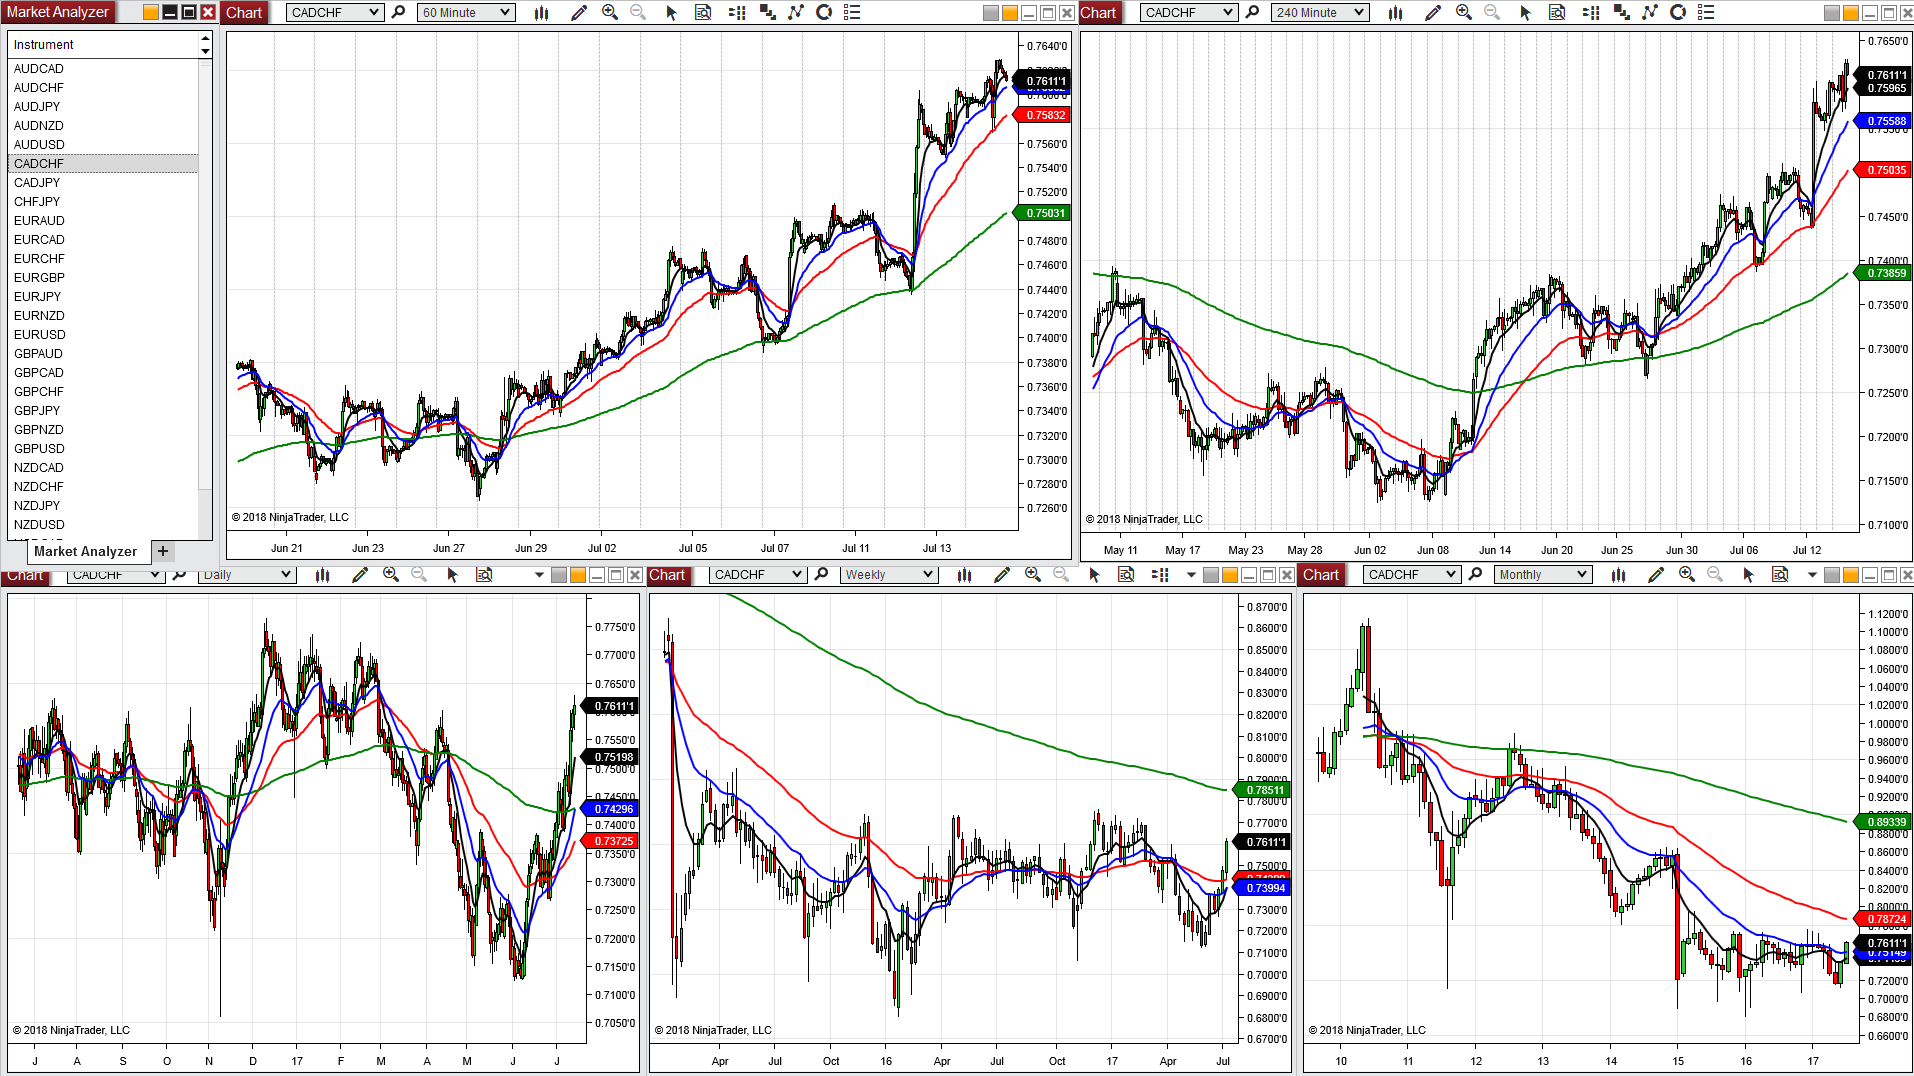 Market Analyzer
Instrument
AUDCAD
AUDCHF
AUDJPY
AUDNZD
AUDUSD
CADCHF
CADJPY
CHFJPY
EURAUD
EURCAD
EURCHF
EURGBP
EURJPY
EURNZD
EURUSD
GBPAUD
GBPCAD
GBPCHF
GBPJPY
GBPNZD
GBPUSD
NZDCAD
NZDCHF
NZDJPY
NZDUSD
Market Analyzer +
Chart CADCHF 60 Minute
0.7640'0
0.7611'1
0.7600'0
0.75832
0.7560'0
0.7540'0
0.7520'0
0.75031
0.7480'0
0.7460'0
0.7440'0
0.7420'0
0.7400'0
0.7380'0
0.7360'0
0.7340'0
0.7320'0
0.7300'0
0.7280'0
0.7260'0
© 2018 NinjaTrader, LLC
Jun 21 Jun 23 Jun 27 Jun 29 Jul 02 Jul 05 Jul 07 Jul 11 Jul 13
Chart CADCHF 240 Minute
0.7650'0
0.7611'1
0.75965
0.75588
0.7550'0
0.75035
0.7450'0
0.7400'0
0.73859
0.7350'0
0.7300'0
0.7250'0
0.7200'0
0.7150'0
0.7100'0
© 2018 NinjaTrader, LLC
May 11 May 17 May 23 May 28 Jun 02 Jun 08 Jun 14 Jun 20 Jun 25 Jun 30 Jul 06 Jul 12
Chart CADCHF Daily
0.7750'0
0.7700'0
0.7650'0
0.7611'1
0.7550'0
0.75198
0.7500'0
0.7450'0
0.74296
0.7400'0
0.73725
0.7350'0
0.7300'0
0.7250'0
0.7200'0
0.7150'0
0.7100'0
0.7050'0
© 2018 NinjaTrader, LLC
J A S O N D 17 F M A M J J
Chart CADCHF Weekly
0.8700'0
0.8600'0
0.8500'0
0.8400'0
0.8300'0
0.8200'0
0.8100'0
0.8000'0
0.7900'0
0.78511
0.7800'0
0.7700'0
0.7611'1
0.7500'0
0.73994
0.7300'0
0.7200'0
0.7100'0
0.7000'0
0.6900'0
0.6800'0
0.6700'0
© 2018 NinjaTrader, LLC
Apr Jul Oct 16 Apr Jul Oct 17 Apr Jul
Chart CADCHF Monthly
1.1200'0
1.1000'0
1.0800'0
1.0600'0
1.0400'0
1.0200'0
1.0000'0
0.9800'0
0.9600'0
0.9400'0
0.9200'0
0.89339
0.8800'0
0.8600'0
0.8400'0
0.8200'0
0.8000'0
0.78724
0.7611'1
0.75149
0.7200'0
0.7000'0
0.6800'0
0.6600'0
© 2018 NinjaTrader, LLC
10 11 12 13 14 15 16 17